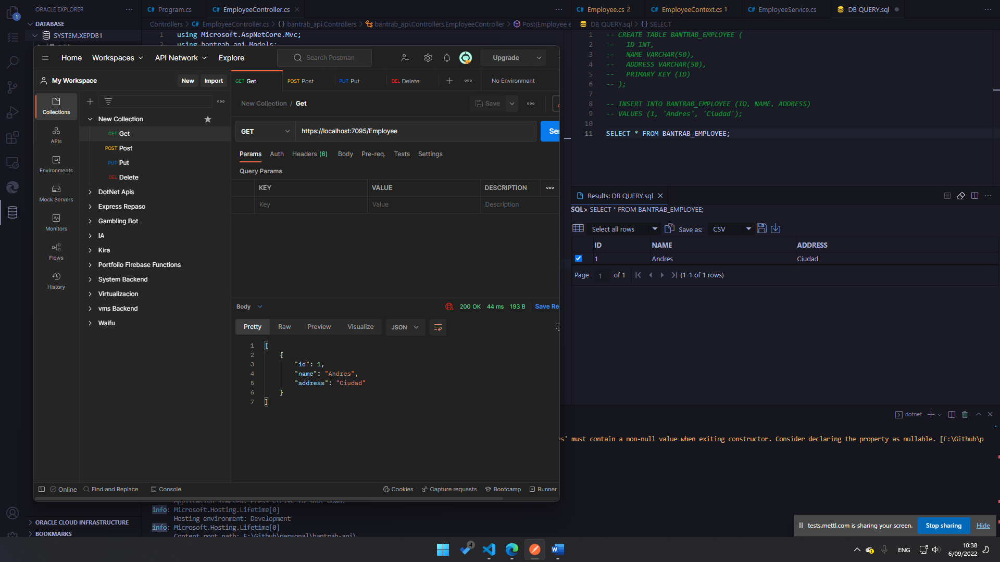 1
ORACLE EXPLORER
DATABASE
SYSTEM.XEPDB1
ORACLE CLOUD INFRASTRUCTURE
BOOKMARKS
C# Program.cs
C# EmployeeController.cs
Controllers > C# EmployeeController.cs > {} bantrab_api.Controllers > bantrab_api.Controllers.EmployeeController > Post(Employee e
1 using Microsoft.AspNetCore.Mvc;
2 using bantrab_api.Models;
Home
Workspaces
API Network
Explore
Search Postman
Upgrade
My Workspace
New
Import
GET Get
POST Post
PUT Put
DEL Delete
No Environment
Collections
APIs
Environments
Mock Servers
Monitors
Flows
History
New Collection
GET Get
POST Post
PUT Put
DEL Delete
DotNet Apis
Express Repaso
Gambling Bot
IA
Kira
Portfolio Firebase Functions
System Backend
Virtualizacion
vms Backend
Waifu
New Collection / Get
Save
GET
https://localhost:7095/Employee
Params
Auth
Headers (6)
Body
Pre-req.
Tests
Settings
Query Params
KEY VALUE DESCRIPTION
Key Value Description
Body
200 OK 44 ms 193 B Save Re
Pretty Raw Preview Visualize JSON
1 [
2 {
3 "id": 1,
4 "name": "Andres",
5 "address": "Ciudad"
6 }
7 ]
Online
Find and Replace
Console
Cookies
Capture requests
Bootcamp
Runner
C# Employee.cs 2
C# EmployeeContext.cs 1
C# EmployeeService.cs
DB QUERY.sql
DB QUERY.sql > {} SELECT
1 -- CREATE TABLE BANTRAB_EMPLOYEE (
2 -- ID INT,
3 -- NAME VARCHAR(50),
4 -- ADDRESS VARCHAR(50),
5 -- PRIMARY KEY (ID)
6 -- );
7
8 -- INSERT INTO BANTRAB_EMPLOYEE (ID, NAME, ADDRESS)
9 -- VALUES (1, 'Andres', 'Ciudad');
10
11 SELECT * FROM BANTRAB_EMPLOYEE;
Results: DB QUERY.sql
SQL> SELECT * FROM BANTRAB_EMPLOYEE;
Select all rows
Save as: CSV
ID NAME ADDRESS
1 Andres Ciudad
Page 1 of 1 (1-1 of 1 rows)
dotnet
es' must contain a non-null value when exiting constructor. Consider declaring the property as nullable. [F:\Github\p
Application started. Press Ctrl+C to shut down.
info: Microsoft.Hosting.Lifetime[0]
Hosting environment: Development
info: Microsoft.Hosting.Lifetime[0]
Content root path: F:\Github\personal\bantrab-api\
tests.mettl.com is sharing your screen.
Stop sharing
Hide
4
ENG
10:38
6/09/2022